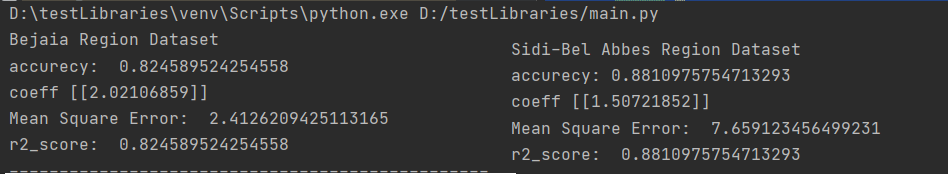 D:\testLibraries\venv\Scripts\python.exe D:/testLibraries/main.py
Bejaia Region Dataset
accurecy:  0.824589524254558
coeff [[2.02106859]]
Mean Square Error:  2.4126209425113165
r2_score:  0.824589524254558
------------------------------------------------
Sidi-Bel Abbes Region Dataset
accurecy: 0.8810975754713293
coeff [[1.50721852]]
Mean Square Error:  7.659123456499231
r2_score:  0.8810975754713293